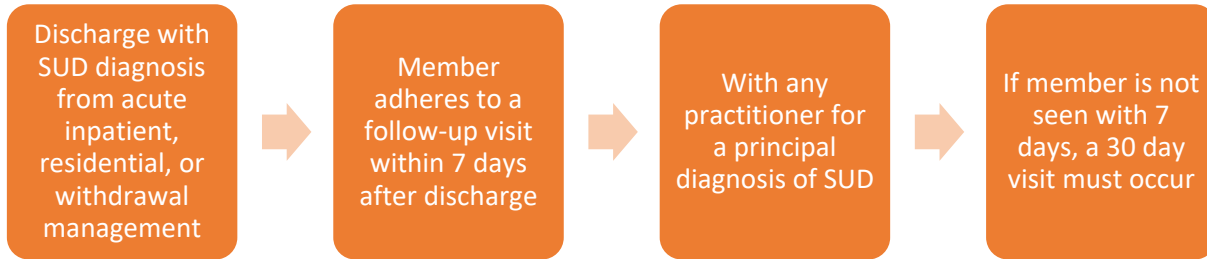 Discharge with
SUD diagnosis
from acute
inpatient,
residential, or
withdrawal
management
Member
adheres to a
follow-up visit
within 7 days
after discharge
With any
practitioner for
a principal
diagnosis of SUD
If member is not
seen with 7
days, a 30 day
visit must occur